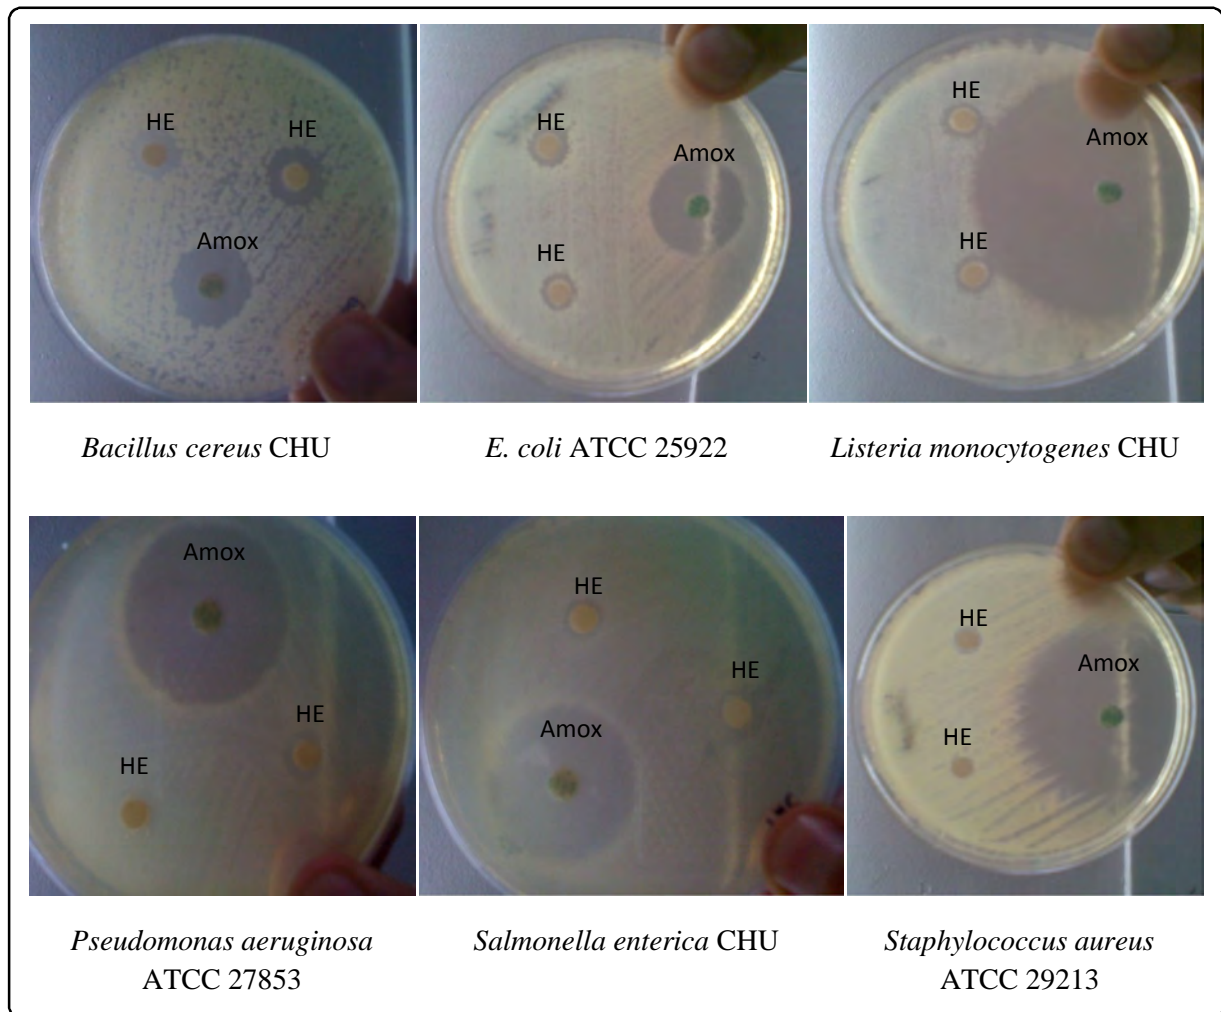 HE
HE
Amox
HE
Amox
HE
HE
Amox
HE
Bacillus cereus CHU
E. coli ATCC 25922
Listeria monocytogenes CHU
Amox
HE
HE
HE
HE
Amox
HE
Amox
HE
Pseudomonas aeruginosa
ATCC 27853
Salmonella enterica CHU
Staphylococcus aureus
ATCC 29213